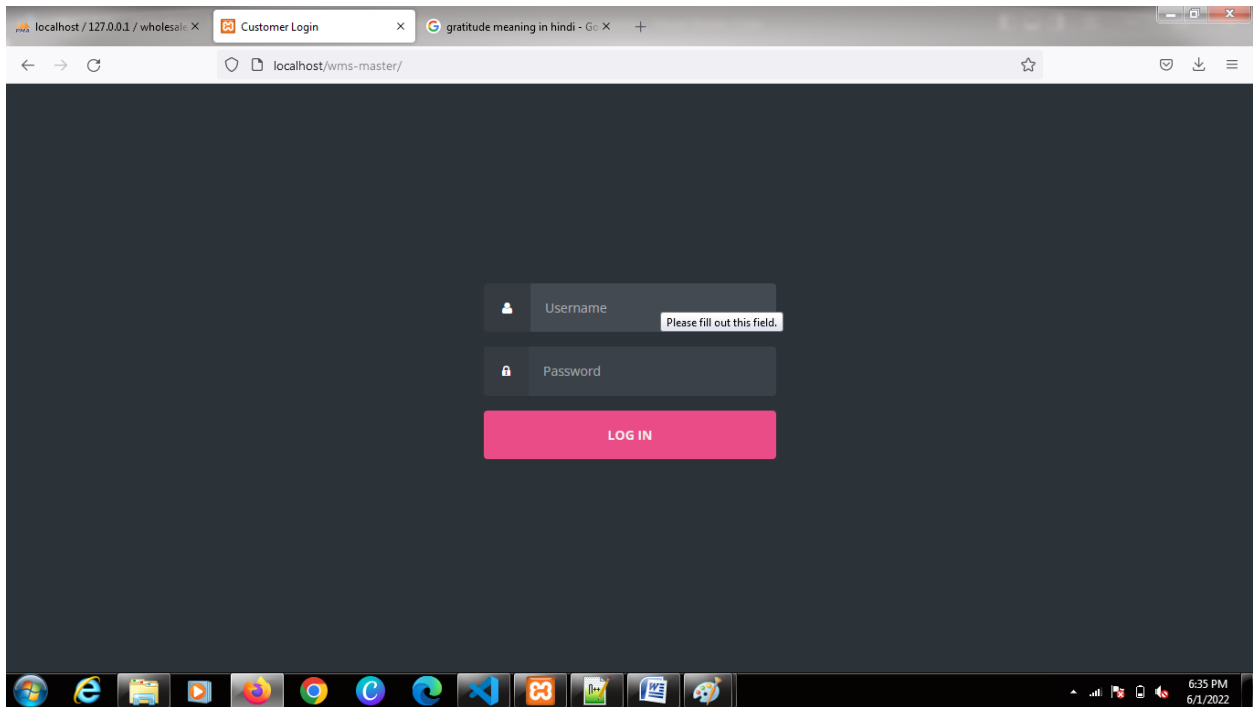 localhost / 127.0.0.1 / wholesale
Customer Login
gratitude meaning in hindi - Go
localhost/wms-master/
Username
Please fill out this field.
Password
LOG IN
6:35 PM
6/1/2022